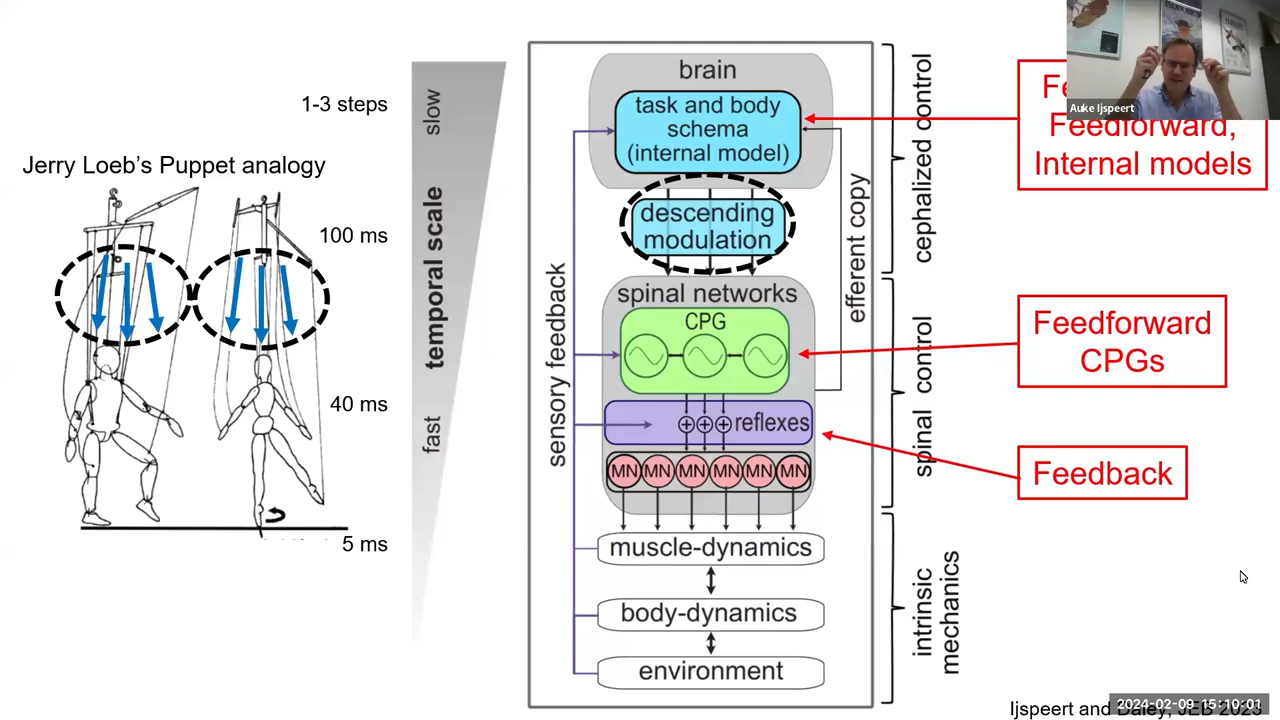 Jerry Loeb's Puppet analogy
1-3 steps
100 ms
40 ms
5 ms
slow
temporal scale
fast
brain
task and body
schema
(internal model)
descending
modulation
spinal networks
CPG
reflexes
MN MN MN MN MN MN
muscle-dynamics
body-dynamics
environment
sensory feedback
efferent copy
cephalized control
spinal control
intrinsic
mechanics
Feedforward,
Internal models
Feedforward
CPGs
Feedback
Auke Ijspeert
Ijspeert and Daley, JEB 2023
2024-02-09 15:10:01